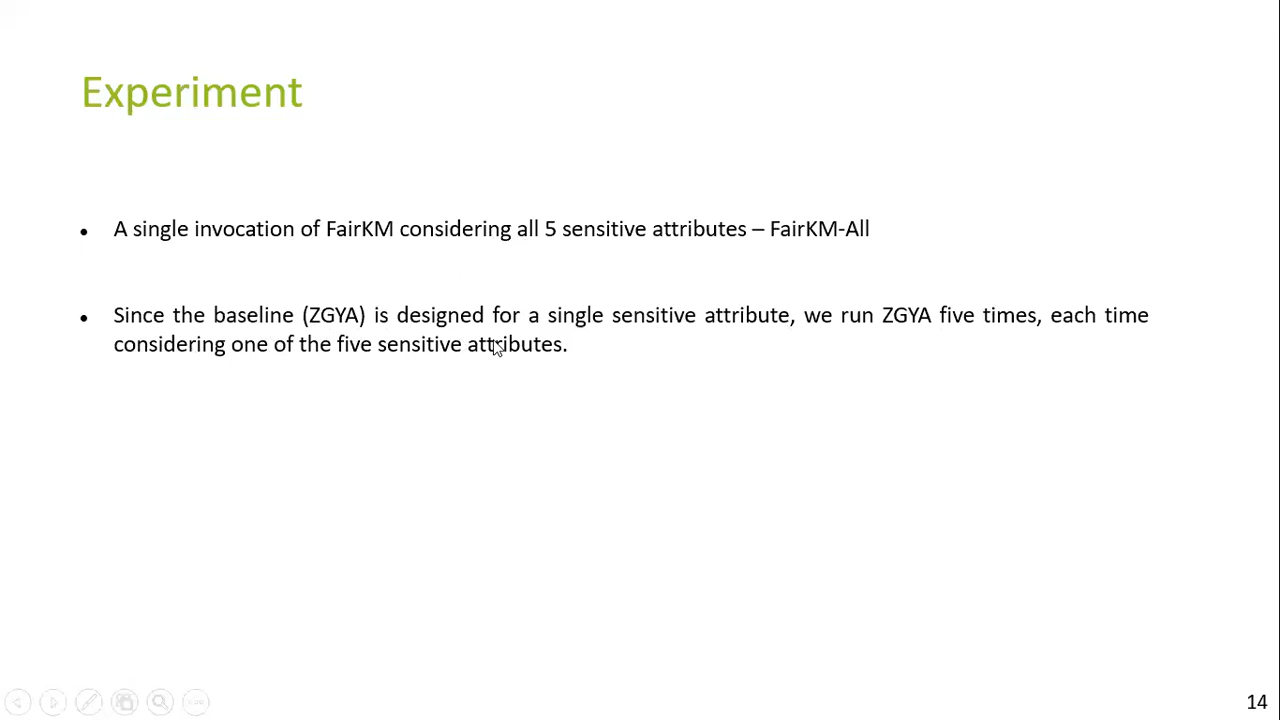 Experiment
• A single invocation of FairKM considering all 5 sensitive attributes – FairKM-All
• Since the baseline (ZGYA) is designed for a single sensitive attribute, we run ZGYA five times, each time
considering one of the five sensitive attributes.
14